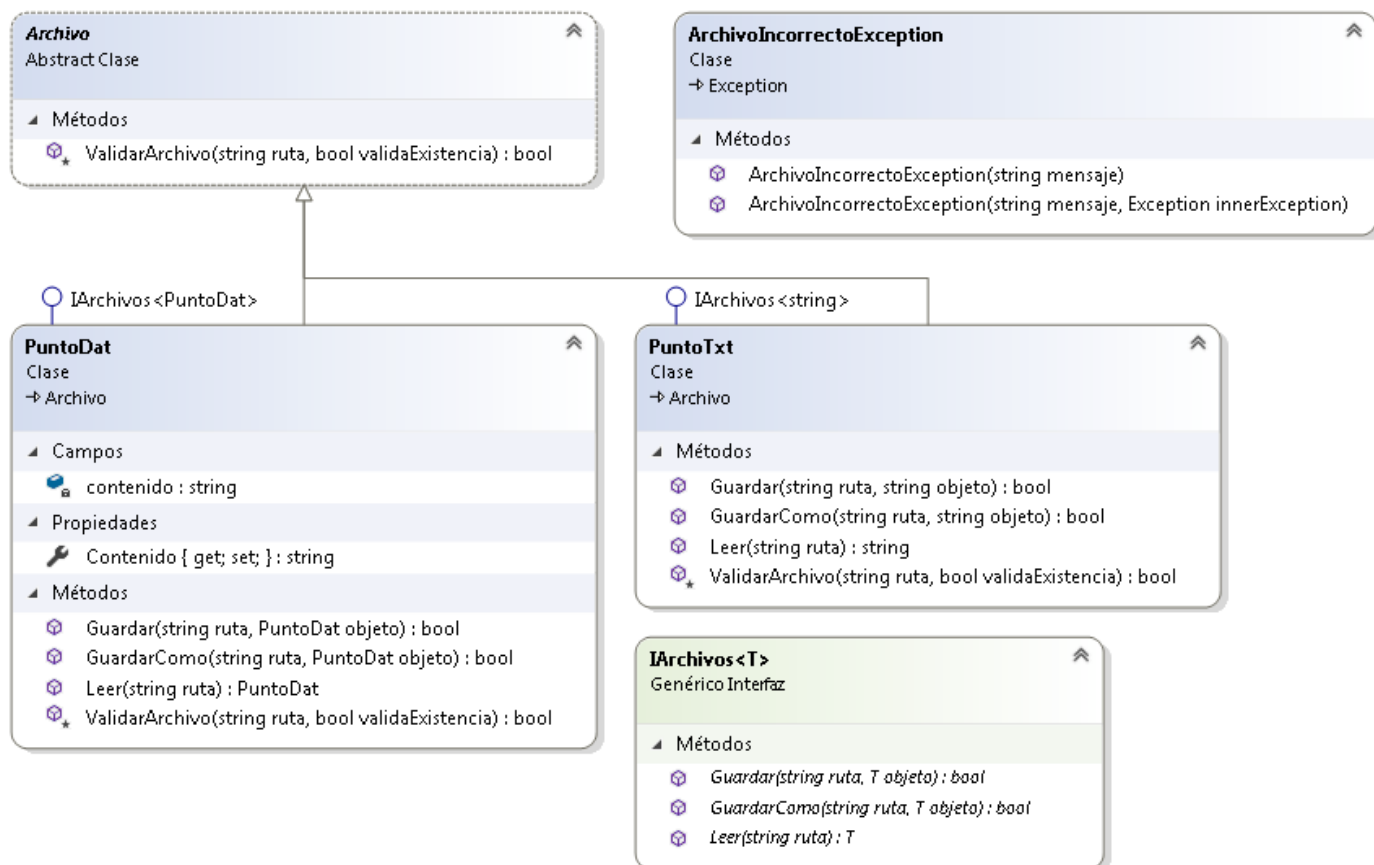 Archivo
Abstract Clase
Métodos
ValidarArchivo(string ruta, bool validaExistencia) : bool
ArchivoIncorrectoException
Clase
Exception
Métodos
ArchivoIncorrectoException(string mensaje)
ArchivoIncorrectoException(string mensaje, Exception innerException)
IArchivos<PuntoDat>
PuntoDat
Clase
Archivo
Campos
contenido : string
Propiedades
Contenido { get; set; } : string
Métodos
Guardar(string ruta, PuntoDat objeto) : bool
GuardarComo(string ruta, PuntoDat objeto) : bool
Leer(string ruta) : PuntoDat
ValidarArchivo(string ruta, bool validaExistencia) : bool
IArchivos<string>
PuntoTxt
Clase
Archivo
Métodos
Guardar(string ruta, string objeto) : bool
GuardarComo(string ruta, string objeto) : bool
Leer(string ruta) : string
ValidarArchivo(string ruta, bool validaExistencia) : bool
IArchivos<T>
Genérico Interfaz
Métodos
Guardar(string ruta, T objeto) : bool
GuardarComo(string ruta, T objeto) : bool
Leer(string ruta) : T